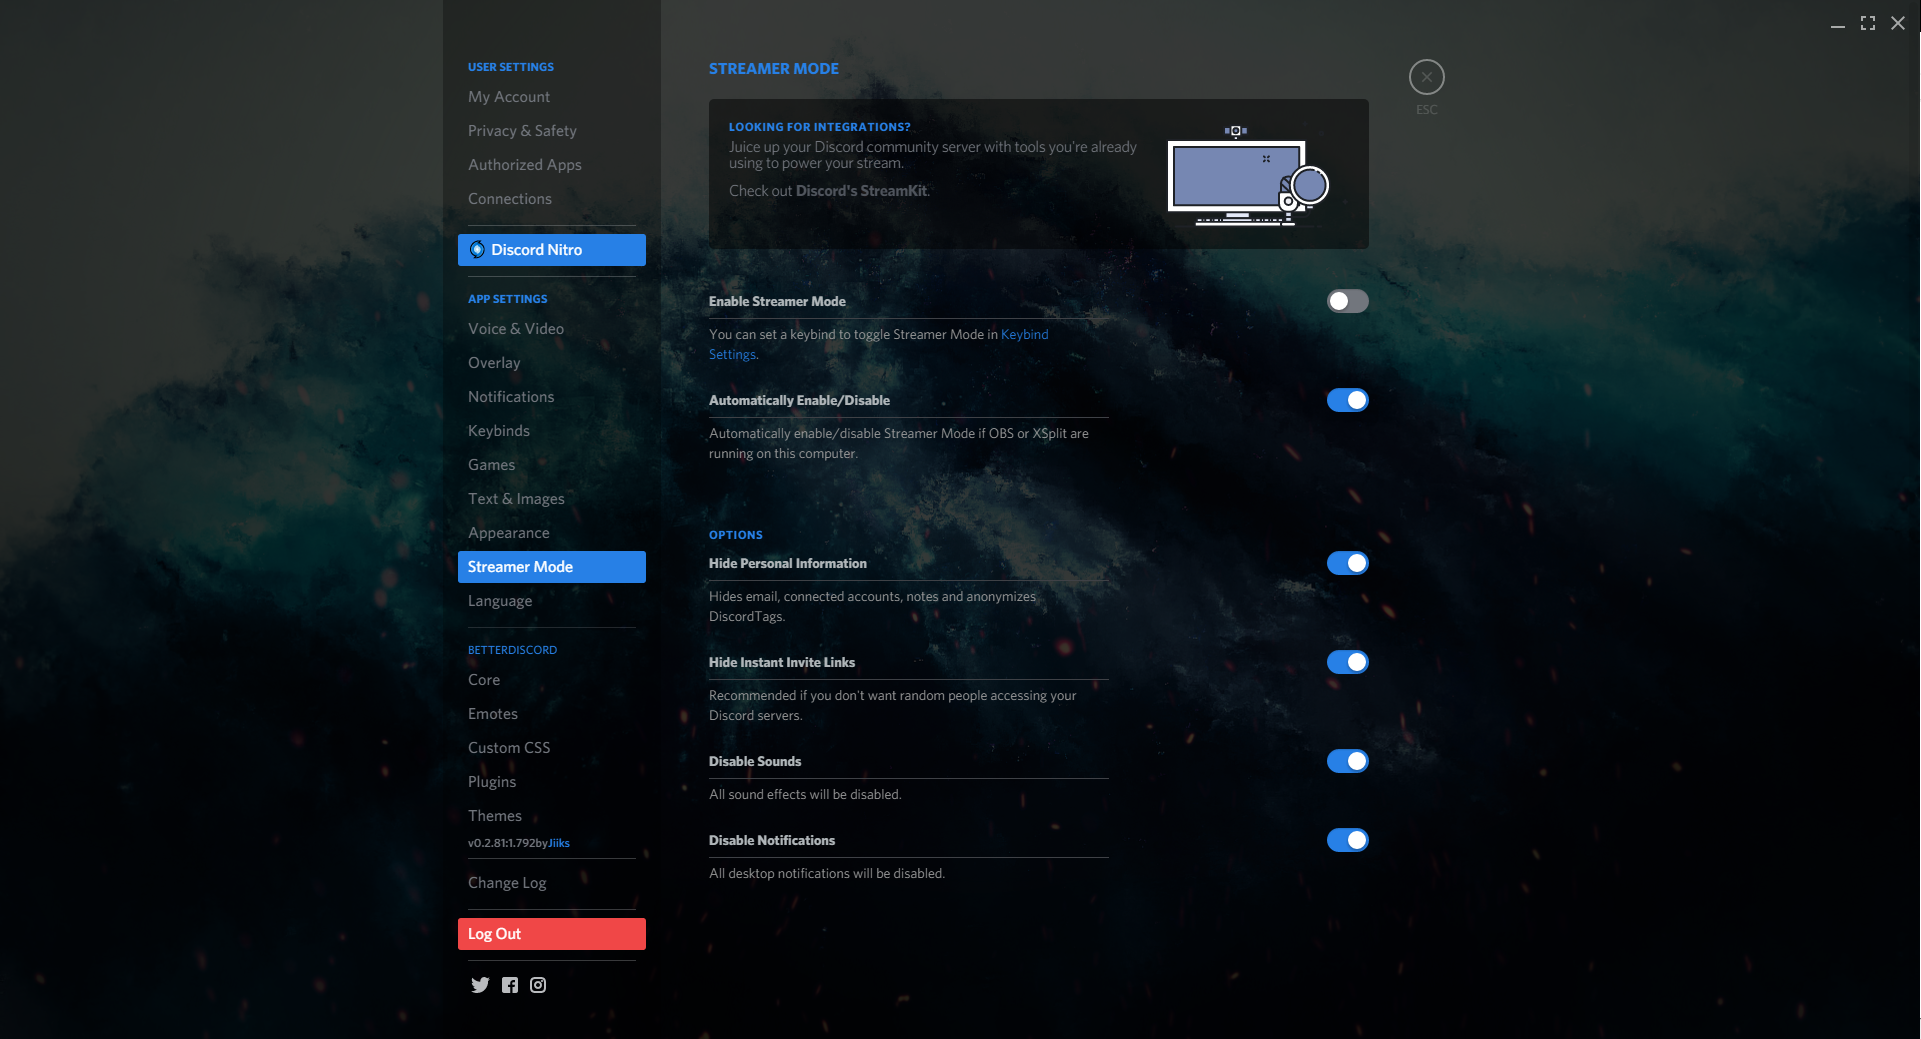 USER SETTINGS
My Account
Privacy & Safety
Authorized Apps
Connections
Discord Nitro
APP SETTINGS
Voice & Video
Overlay
Notifications
Keybinds
Games
Text & Images
Appearance
Streamer Mode
Language
BETTERDISCORD
Core
Emotes
Custom CSS
Plugins
Themes
v0.2.81:1.792byJiiks
Change Log
Log Out
STREAMER MODE
ESC
LOOKING FOR INTEGRATIONS?
Juice up your Discord community server with tools you're already
using to power your stream.
Check out Discord's StreamKit.
Enable Streamer Mode
You can set a keybind to toggle Streamer Mode in Keybind
Settings.
Automatically Enable/Disable
Automatically enable/disable Streamer Mode if OBS or XSplit are
running on this computer.
OPTIONS
Hide Personal Information
Hides email, connected accounts, notes and anonymizes
DiscordTags.
Hide Instant Invite Links
Recommended if you don't want random people accessing your
Discord servers.
Disable Sounds
All sound effects will be disabled.
Disable Notifications
All desktop notifications will be disabled.